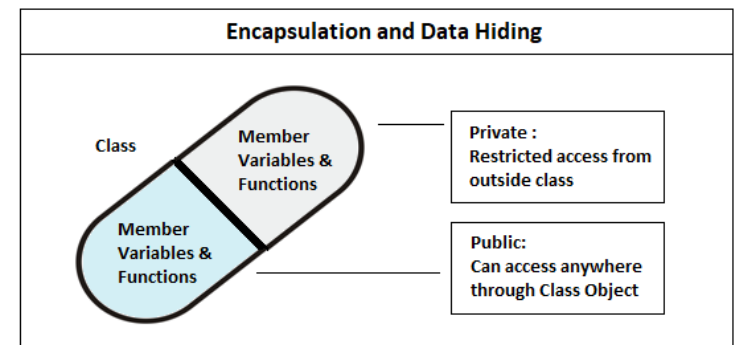 Encapsulation and Data Hiding
Class
Member
Variables &
Functions
Private :
Restricted access from
outside class
Member
Variables &
Functions
Public:
Can access anywhere
through Class Object